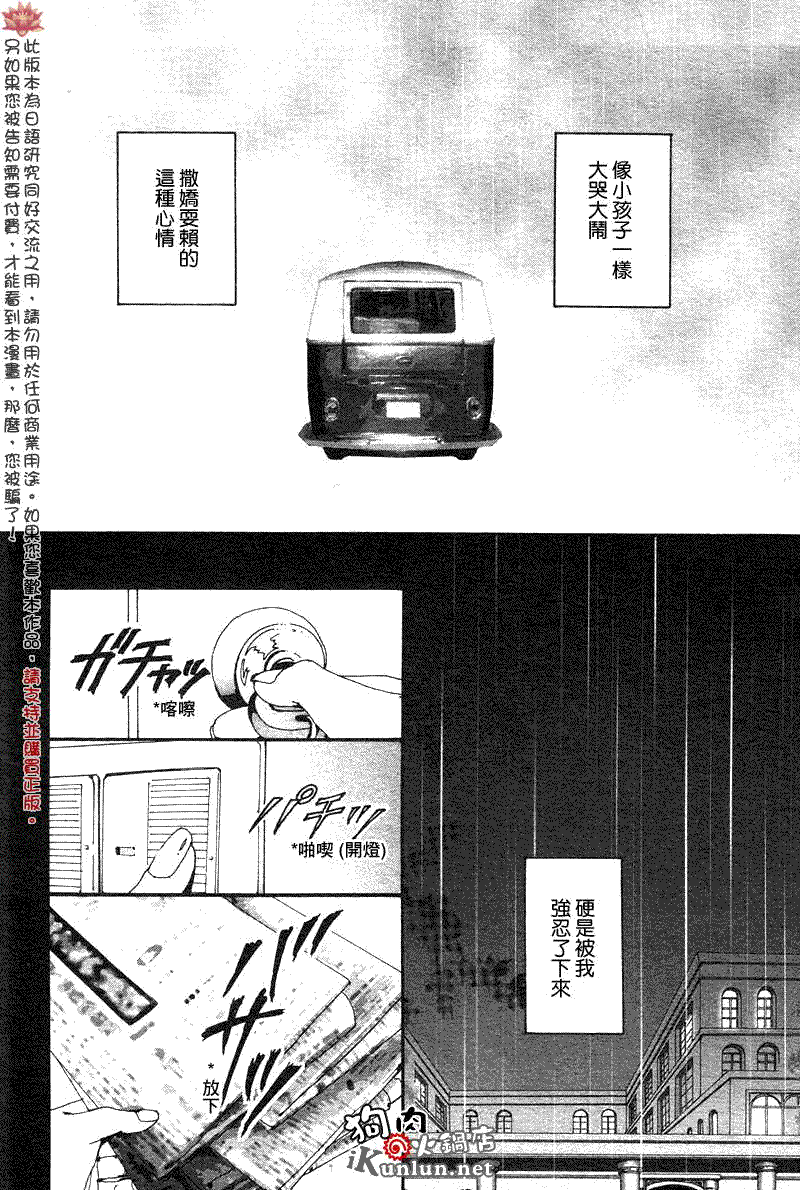 像小孩子一樣
大哭大鬧
撒嬌耍賴的
這種心情
ガチャッ
*喀嚓
パチッ
*啪喫 (開燈)
硬是被我
強忍了下來
バサッ
*放下
此版本為日語研究同好交流之用，請勿用於任何商業用途。如果您喜歡本作品，請支持並購買正版。
另如果您被告知需要付費，才能看到本漫畫，那麼，您被騙了！
狗肉火鍋店
iKunlun.net